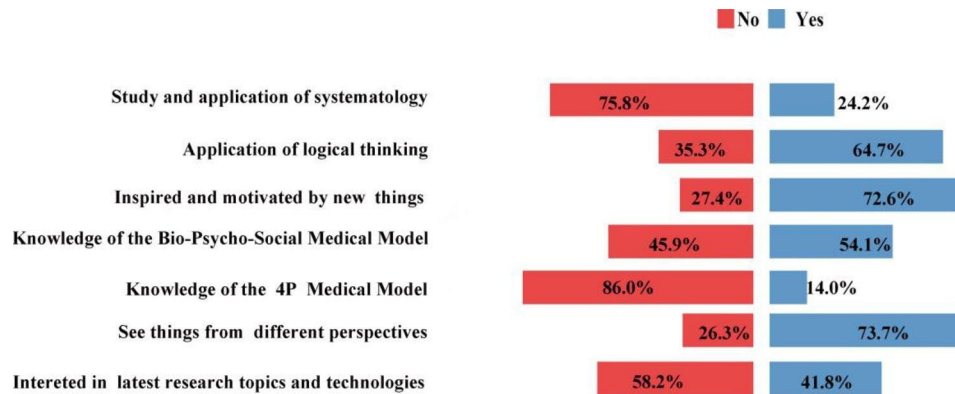 No Yes
Study and application of systematology 75.8% 24.2%
Application of logical thinking 35.3% 64.7%
Inspired and motivated by new things 27.4% 72.6%
Knowledge of the Bio-Psycho-Social Medical Model 45.9% 54.1%
Knowledge of the 4P Medical Model 86.0% 14.0%
See things from different perspectives 26.3% 73.7%
Intereted in latest research topics and technologies 58.2% 41.8%